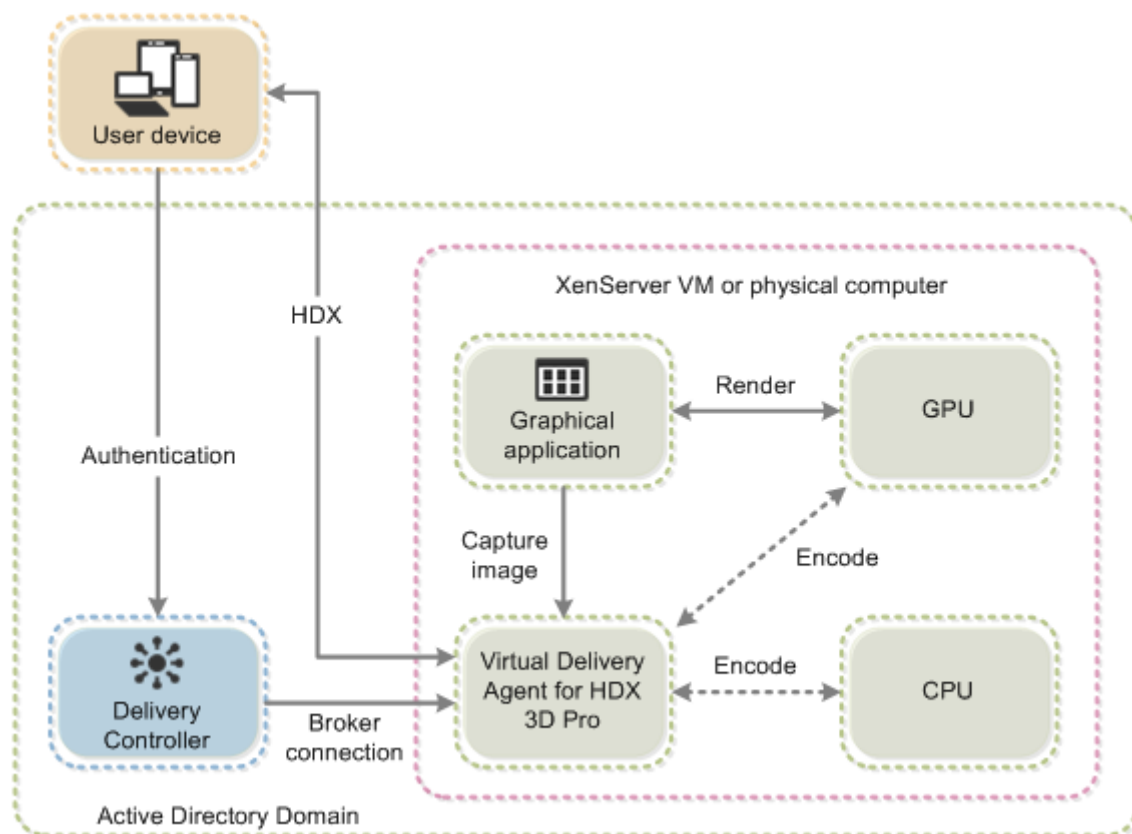 User device
XenServer VM or physical computer
HDX
Render
Graphical
application
GPU
Authentication
Capture
image
Encode
Virtual Delivery
Agent for HDX
3D Pro
Encode
CPU
Delivery
Controller
Broker
connection
Active Directory Domain